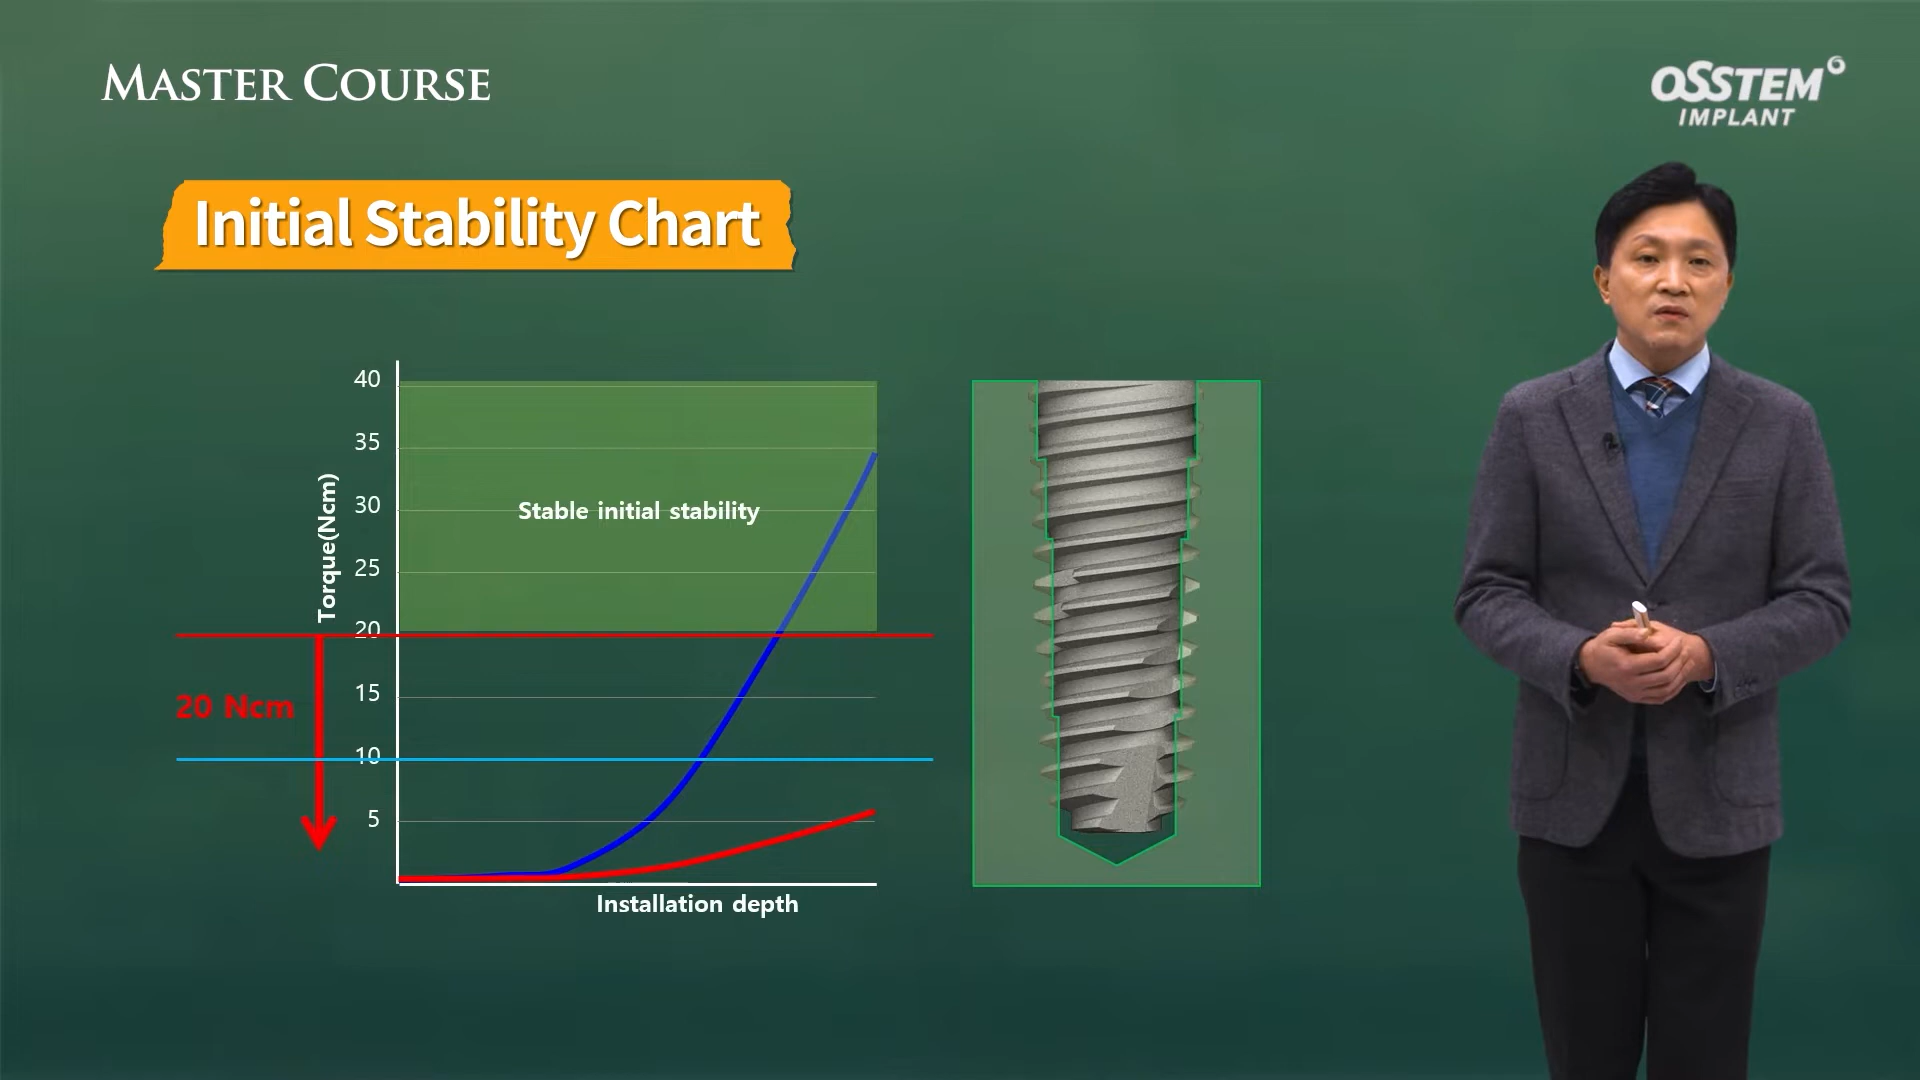 MASTER COURSE
OSSTEM
IMPLANT
Initial Stability Chart
40
35
30
25
20
15
10
5
Torque(Ncm)
Stable initial stability
20 Ncm
Installation depth